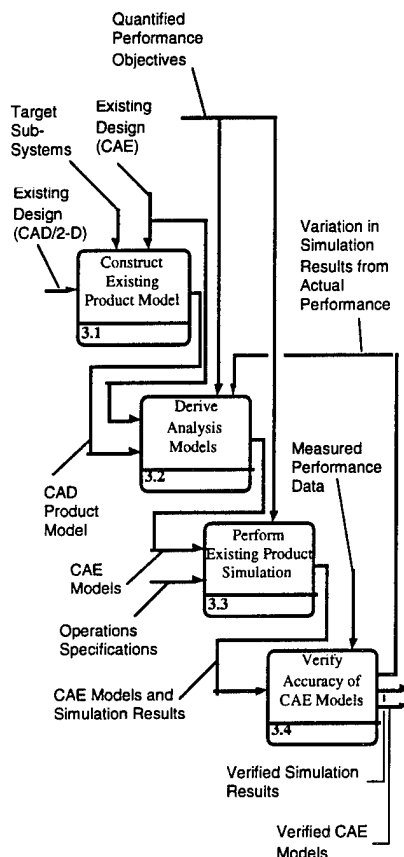 Quantified
Performance
Objectives
Target
Sub-
Systems
Existing
Design
(CAE)
Existing
Design
(CAD/2-D)
Variation in
Simulation
Results from
Actual
Performance
Construct
Existing
Product Model
3.1
Derive
Analysis
Models
3.2
CAD
Product
Model
Measured
Performance
Data
Perform
Existing Product
Simulation
3.3
CAE
Models
Operations
Specifications
CAE Models and
Simulation Results
Verify
Accuracy of
CAE Models
3.4
Verified Simulation
Results
Verified CAE
Models